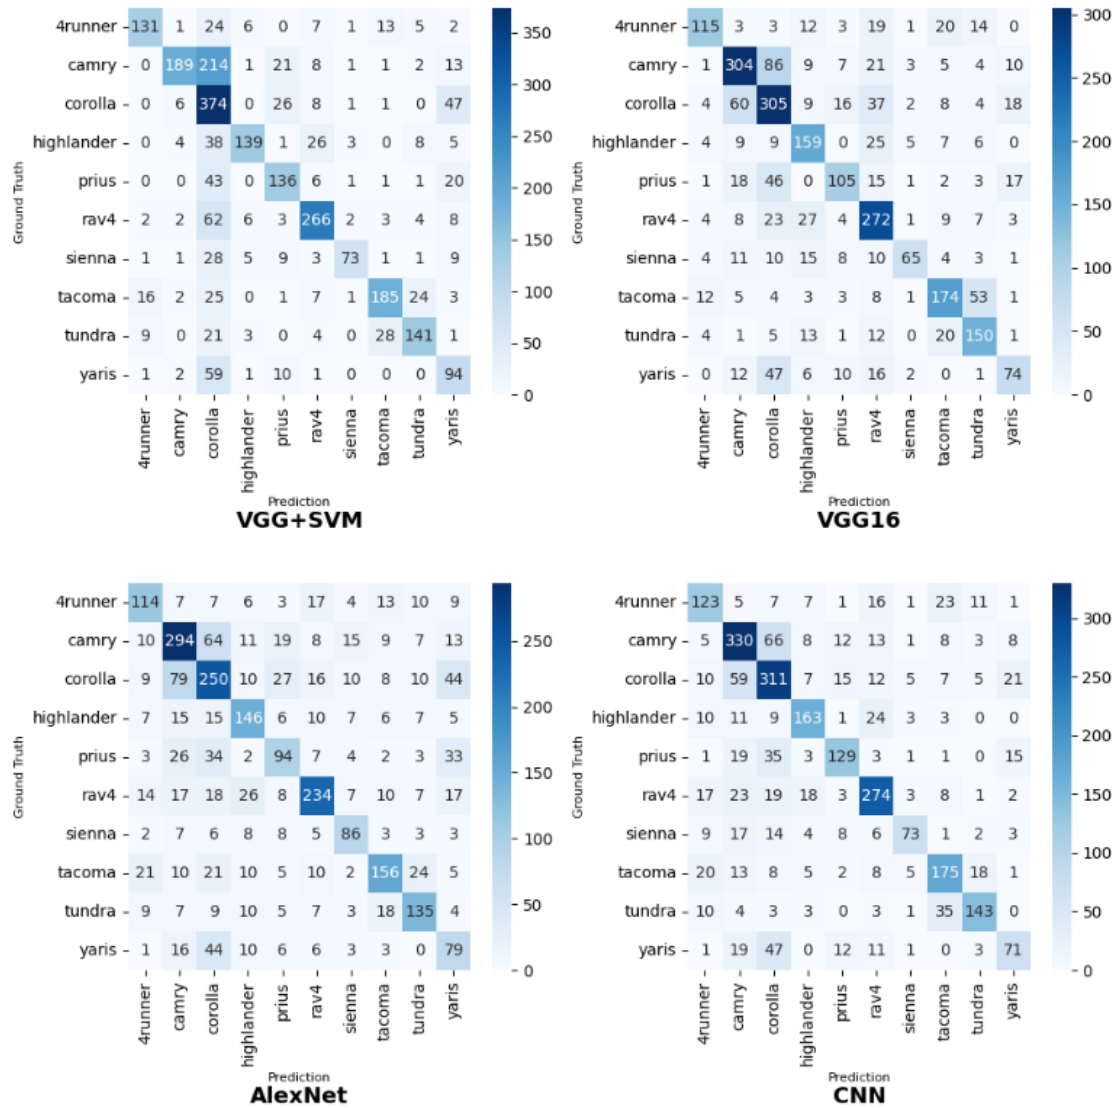 4runner 131 1 24 6 0 7 1 13 5 2
camry 0 189 214 1 21 8 1 1 2 13
corolla 0 6 374 0 26 8 1 1 0 47
highlander 0 4 38 139 1 26 3 0 8 5
prius 0 0 43 0 136 6 1 1 1 20
rav4 2 2 62 6 3 266 2 3 4 8
sienna 1 1 28 5 9 3 73 1 1 9
tacoma 16 2 25 0 1 7 1 185 24 3
tundra 9 0 21 3 0 4 0 28 141 1
yaris 1 2 59 1 10 1 0 0 0 94
4runner camry corolla highlander prius rav4 sienna tacoma tundra yaris
Ground Truth
Prediction
350
300
250
200
150
100
50
0
VGG+SVM
4runner 115 3 3 12 3 19 1 20 14 0
camry 1 304 86 9 7 21 3 5 4 10
corolla 4 60 305 9 16 37 2 8 4 18
highlander 4 9 9 159 0 25 5 7 6 0
prius 1 18 46 0 105 15 1 2 3 17
rav4 4 8 23 27 4 272 1 9 7 3
sienna 4 11 10 15 8 10 65 4 3 1
tacoma 12 5 4 3 3 8 1 174 53 1
tundra 4 1 5 13 1 12 0 20 150 1
yaris 0 12 47 6 10 16 2 0 1 74
4runner camry corolla highlander prius rav4 sienna tacoma tundra yaris
Ground Truth
Prediction
300
250
200
150
100
50
0
VGG16
4runner 114 7 7 6 3 17 4 13 10 9
camry 10 294 64 11 19 8 15 9 7 13
corolla 9 79 250 10 27 16 10 8 10 44
highlander 7 15 15 146 6 10 7 6 7 5
prius 3 26 34 2 94 7 4 2 3 33
rav4 14 17 18 26 8 234 7 10 7 17
sienna 2 7 6 8 8 5 86 3 3 3
tacoma 21 10 21 10 5 10 2 156 24 5
tundra 9 7 9 10 5 7 3 18 135 4
yaris 1 16 44 10 6 6 3 3 0 79
4runner camry corolla highlander prius rav4 sienna tacoma tundra yaris
Ground Truth
Prediction
250
200
150
100
50
0
AlexNet
4runner 123 5 7 7 1 16 1 23 11 1
camry 5 330 66 8 12 13 1 8 3 8
corolla 10 59 311 7 15 12 5 7 5 21
highlander 10 11 9 163 1 24 3 3 0 0
prius 1 19 35 3 129 3 1 1 0 15
rav4 17 23 19 18 3 274 3 8 1 2
sienna 9 17 14 4 8 6 73 1 2 3
tacoma 20 13 8 5 2 8 5 175 18 1
tundra 10 4 3 3 0 3 1 35 143 0
yaris 1 19 47 0 12 11 1 0 3 71
4runner camry corolla highlander prius rav4 sienna tacoma tundra yaris
Ground Truth
Prediction
300
250
200
150
100
50
0
CNN